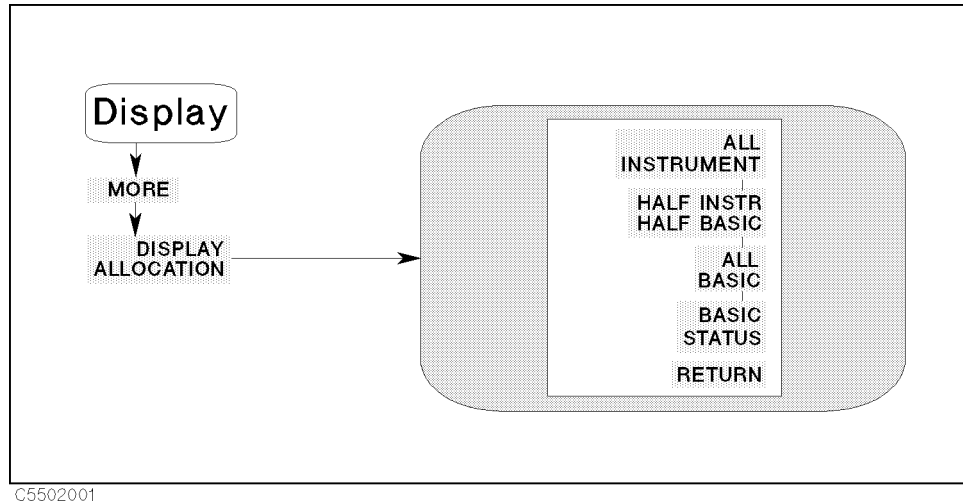 Display
MORE
DISPLAY
ALLOCATION
ALL
INSTRUMENT
HALF INSTR
HALF BASIC
ALL
BASIC
BASIC
STATUS
RETURN
C5502001